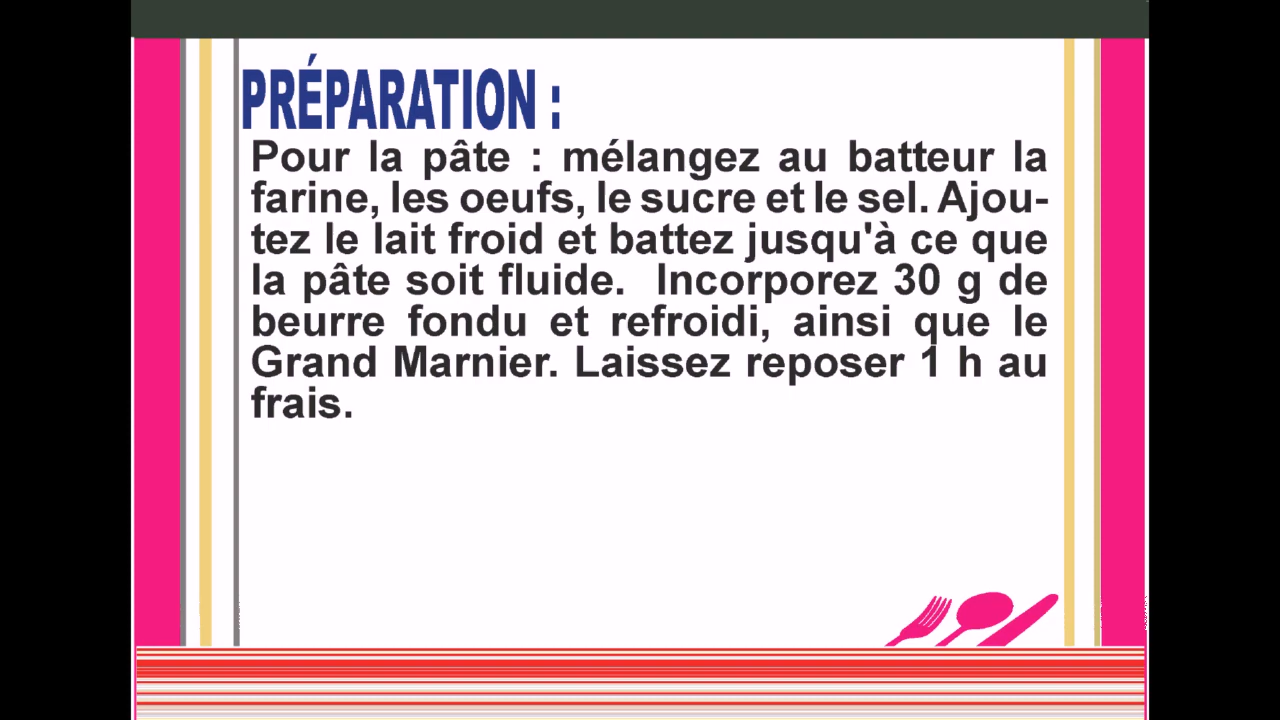 PRÉPARATION :
Pour la pâte : mélangez au batteur la
farine, les oeufs, le sucre et le sel. Ajou-
tez le lait froid et battez jusqu'à ce que
la pâte soit fluide.  Incorporez 30 g de
beurre fondu et refroidi, ainsi que le
Grand Marnier. Laissez reposer 1 h au
frais.